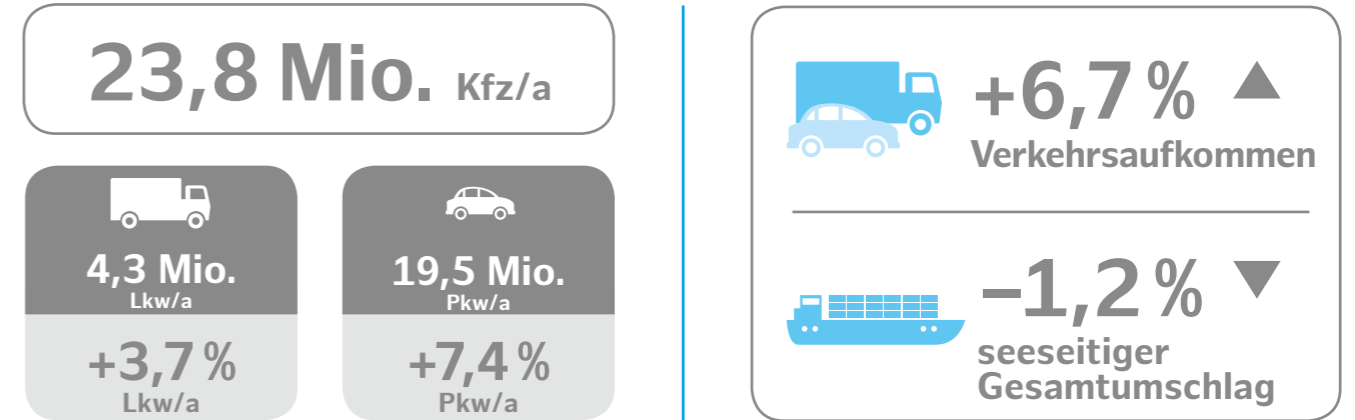 23,8 Mio. Kfz/a
4,3 Mio.
Lkw/a
+3,7 %
Lkw/a
19,5 Mio.
Pkw/a
+7,4 %
Pkw/a
+6,7 %
Verkehrsaufkommen
–1,2 %
seeseitiger
Gesamtumschlag